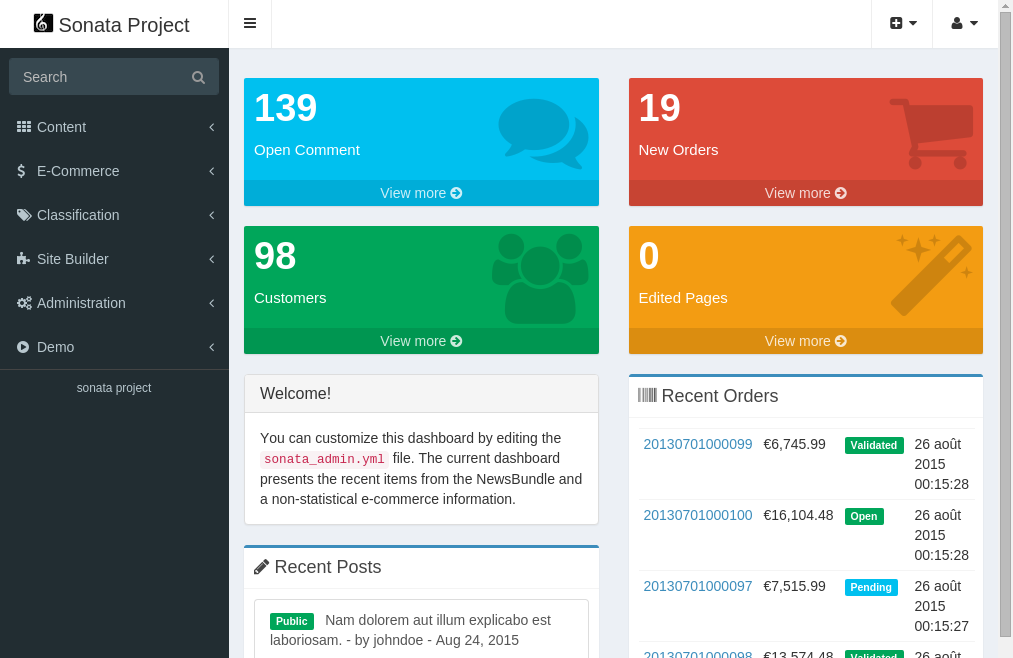 Sonata Project
Search
Content
E-Commerce
Classification
Site Builder
Administration
Demo
sonata project
139
Open Comment
View more
19
New Orders
View more
98
Customers
View more
0
Edited Pages
View more
Welcome!
You can customize this dashboard by editing the
sonata_admin.yml file. The current dashboard
presents the recent items from the NewsBundle and
a non-statistical e-commerce information.
Recent Posts
Public Nam dolorem aut illum explicabo est
laboriosam. - by johndoe - Aug 24, 2015
Recent Orders
20130701000099 €6,745.99 Validated 26 août
2015
00:15:28
20130701000100 €16,104.48 Open 26 août
2015
00:15:28
20130701000097 €7,515.99 Pending 26 août
2015
00:15:27
20130701000098 €13,574.48 Validated 26 août